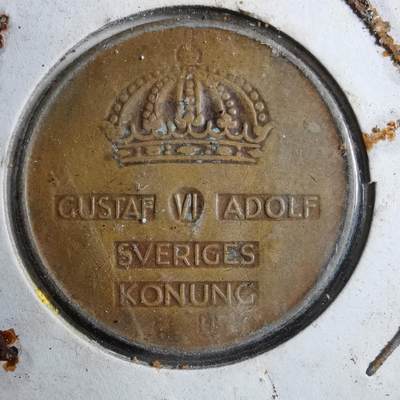 GUSTAF VI ADOLF
SVERIGES
KONUNG